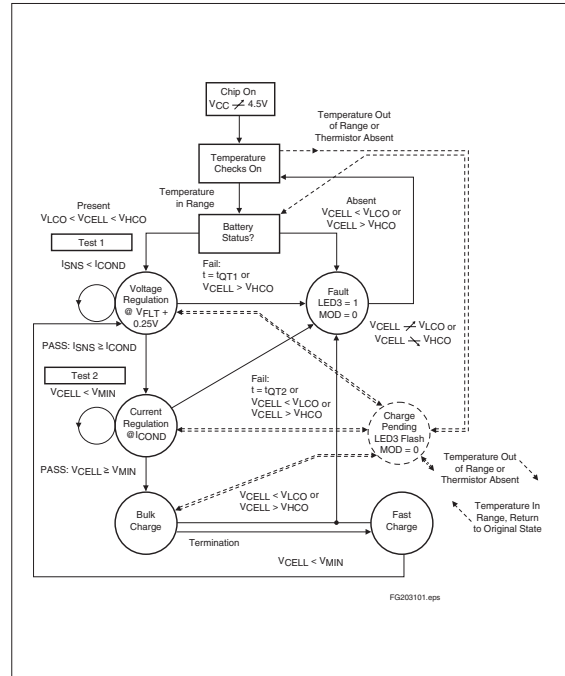 Chip On
VCC ≁ 4.5V
Temperature Out
of Range or
Thermistor Absent
Temperature
Checks On
Temperature
in Range
Present
VLCO < VCELL < VHCO
Absent
VCELL < VLCO or
VCELL > VHCO
Battery
Status?
Test 1
ISNS < ICOND
Fail:
t = tQT1 or
VCELL > VHCO
Voltage
Regulation
@ VFLT +
0.25V
Fault
LED3 = 1
MOD = 0
VCELL ≁ VLCO or
VCELL ≁ VHCO
PASS: ISNS ≥ ICOND
Test 2
VCELL < VMIN
Fail:
t = tQT2 or
VCELL < VLCO or
VCELL > VHCO
Current
Regulation
@ICOND
Charge
Pending
LED3 Flash
MOD = 0
Temperature Out
of Range or
Thermistor Absent
PASS: VCELL ≥ VMIN
VCELL < VLCO or
VCELL > VHCO
Temperature In
Range, Return
to Original State
Bulk
Charge
Fast
Charge
Termination
VCELL < VMIN
FG203101.eps